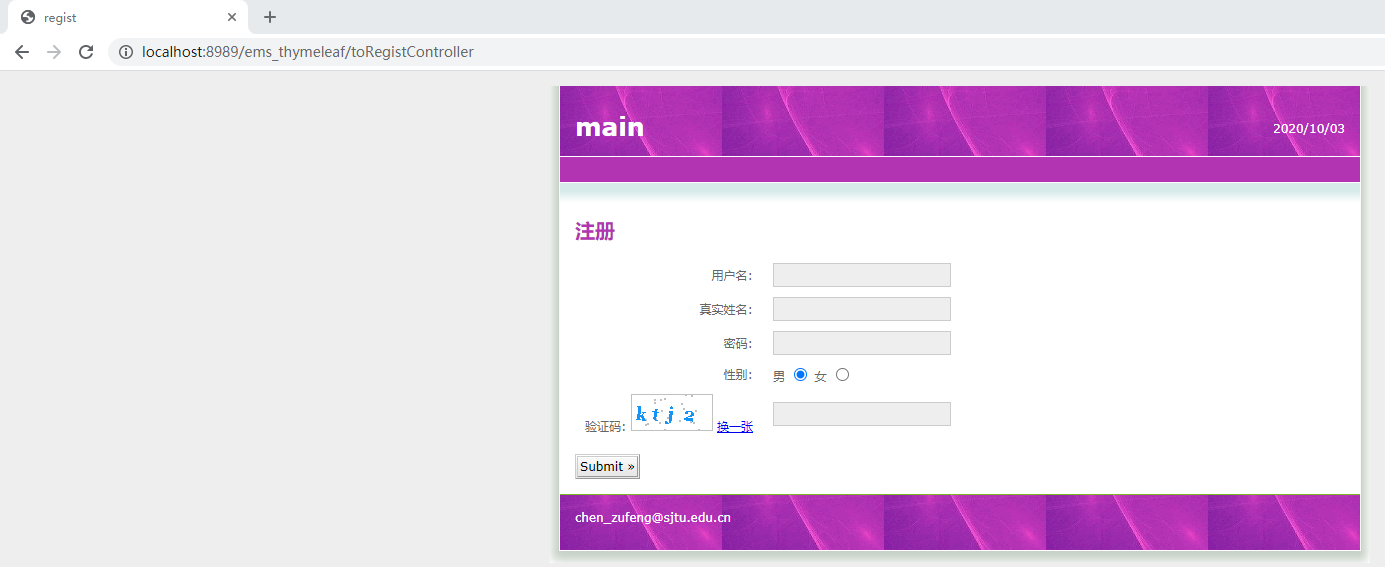 regist
localhost:8989/ems_thymeleaf/toRegistController
main
2020/10/03
注册
用户名:
真实姓名:
密码:
性别: 男 女
验证码: ktj2 换一张
Submit »
chen_zufeng@sjtu.edu.cn